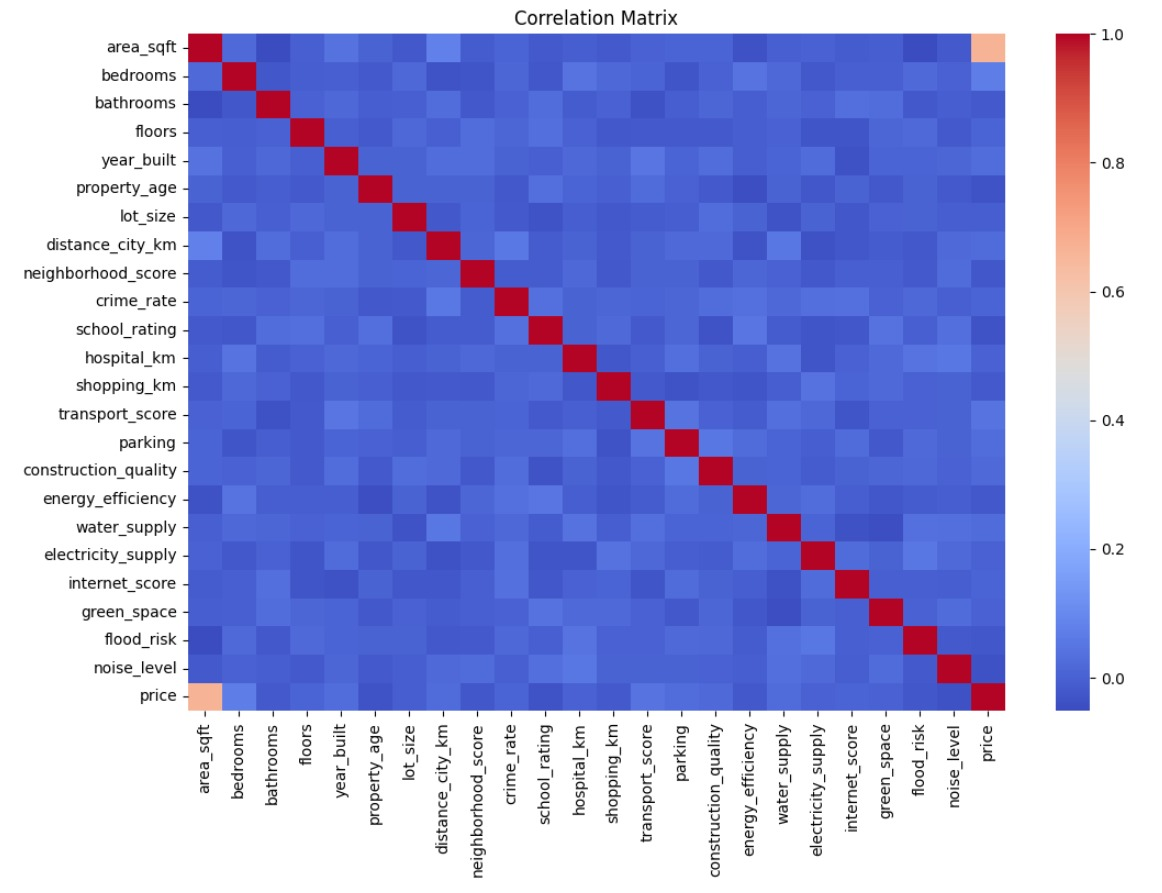 Correlation Matrix
area_sqft
bedrooms
bathrooms
floors
year_built
property_age
lot_size
distance_city_km
neighborhood_score
crime_rate
school_rating
hospital_km
shopping_km
transport_score
parking
construction_quality
energy_efficiency
water_supply
electricity_supply
internet_score
green_space
flood_risk
noise_level
price
area_sqft
bedrooms
bathrooms
floors
year_built
property_age
lot_size
distance_city_km
neighborhood_score
crime_rate
school_rating
hospital_km
shopping_km
transport_score
parking
construction_quality
energy_efficiency
water_supply
electricity_supply
internet_score
green_space
flood_risk
noise_level
price
1.0
0.8
0.6
0.4
0.2
0.0